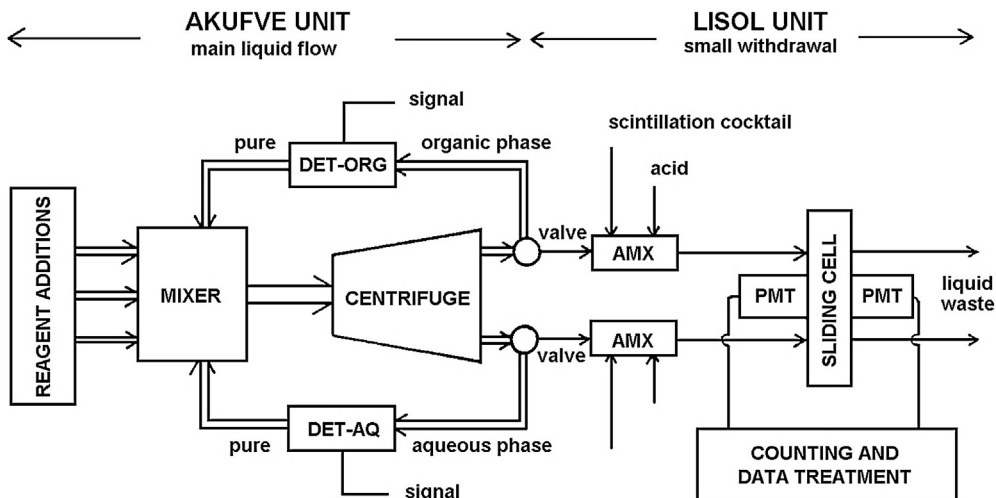 AKUFVE UNIT
main liquid flow
LISOL UNIT
small withdrawal
signal
pure
organic phase
DET-ORG
scintillation cocktail
acid
REAGENT ADDITIONS
MIXER
CENTRIFUGE
valve
AMX
SLIDING CELL
PMT
PMT
liquid
waste
valve
AMX
pure
DET-AQ
aqueous phase
signal
COUNTING AND
DATA TREATMENT